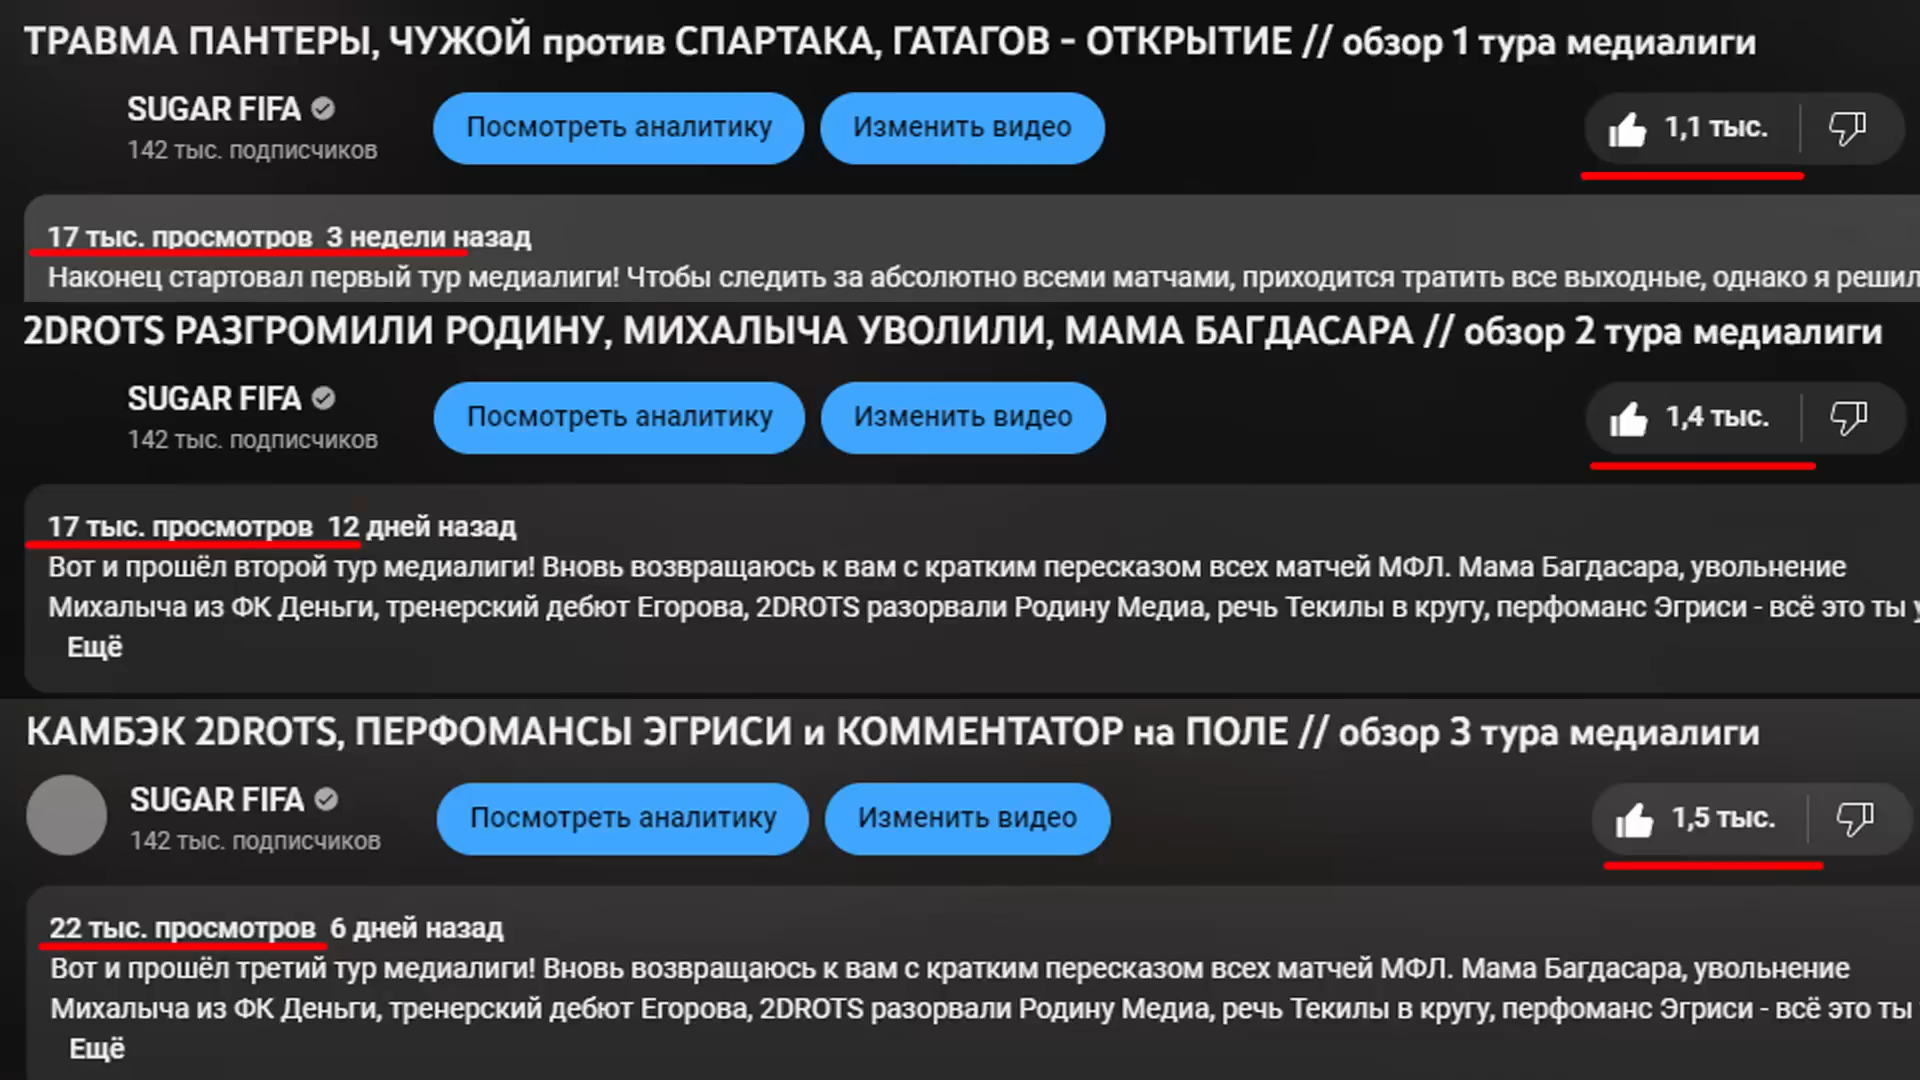 ТРАВМА ПАНТЕРЫ, ЧУЖОЙ против СПАРТАКА, ГАТАГОВ - ОТКРЫТИЕ // обзор 1 тура медиалиги
SUGAR FIFA
142 тыс. подписчиков
Посмотреть аналитику
Изменить видео
1,1 тыс.
17 тыс. просмотров 3 недели назад
Наконец стартовал первый тур медиалиги! Чтобы следить за абсолютно всеми матчами, приходится тратить все выходные, однако я решил
2DROTS РАЗГРОМИЛИ РОДИНУ, МИХАЛЫЧА УВОЛИЛИ, МАМА БАГДАСАРА // обзор 2 тура медиалиги
SUGAR FIFA
142 тыс. подписчиков
Посмотреть аналитику
Изменить видео
1,4 тыс.
17 тыс. просмотров 12 дней назад
Вот и прошёл второй тур медиалиги! Вновь возвращаюсь к вам с кратким пересказом всех матчей МФЛ. Мама Багдасара, увольнение
Михалыча из ФК Деньги, тренерский дебют Егорова, 2DROTS разорвали Родину Медиа, речь Текилы в кругу, перфоманс Эгриси - всё это ты
Ещё
КАМБЭК 2DROTS, ПЕРФОМАНСЫ ЭГРИСИ и КОММЕНТАТОР на ПОЛЕ // обзор 3 тура медиалиги
SUGAR FIFA
142 тыс. подписчиков
Посмотреть аналитику
Изменить видео
1,5 тыс.
22 тыс. просмотров 6 дней назад
Вот и прошёл третий тур медиалиги! Вновь возвращаюсь к вам с кратким пересказом всех матчей МФЛ. Мама Багдасара, увольнение
Михалыча из ФК Деньги, тренерский дебют Егорова, 2DROTS разорвали Родину Медиа, речь Текилы в кругу, перфоманс Эгриси - всё это ты
Ещё